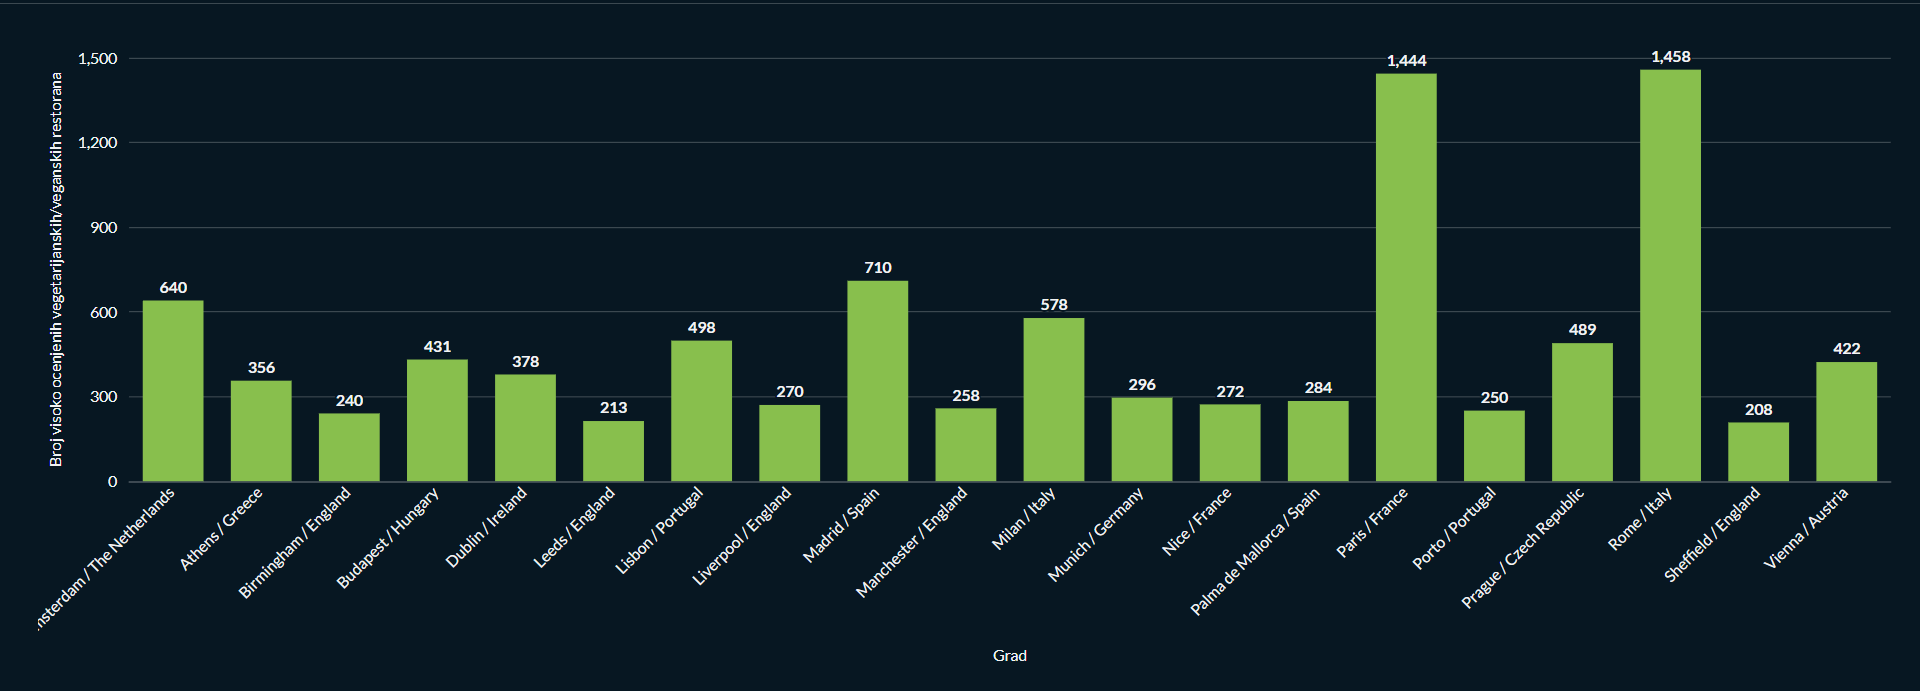 Broj visoko ocenjenih vegetarijanskih/veganskih restorana
1,500
1,200
900
600
300
0
640
356
240
431
378
213
498
270
710
258
578
296
272
284
1,444
250
489
1,458
208
422
/ The Netherlands
Athens / Greece
Birmingham / England
Budapest / Hungary
Dublin / Ireland
Leeds / England
Lisbon / Portugal
Liverpool / England
Madrid / Spain
Manchester / England
Milan / Italy
Munich / Germany
Nice / France
Palma de Mallorca / Spain
Paris / France
Porto / Portugal
Prague / Czech Republic
Rome / Italy
Sheffield / England
Vienna / Austria
Grad